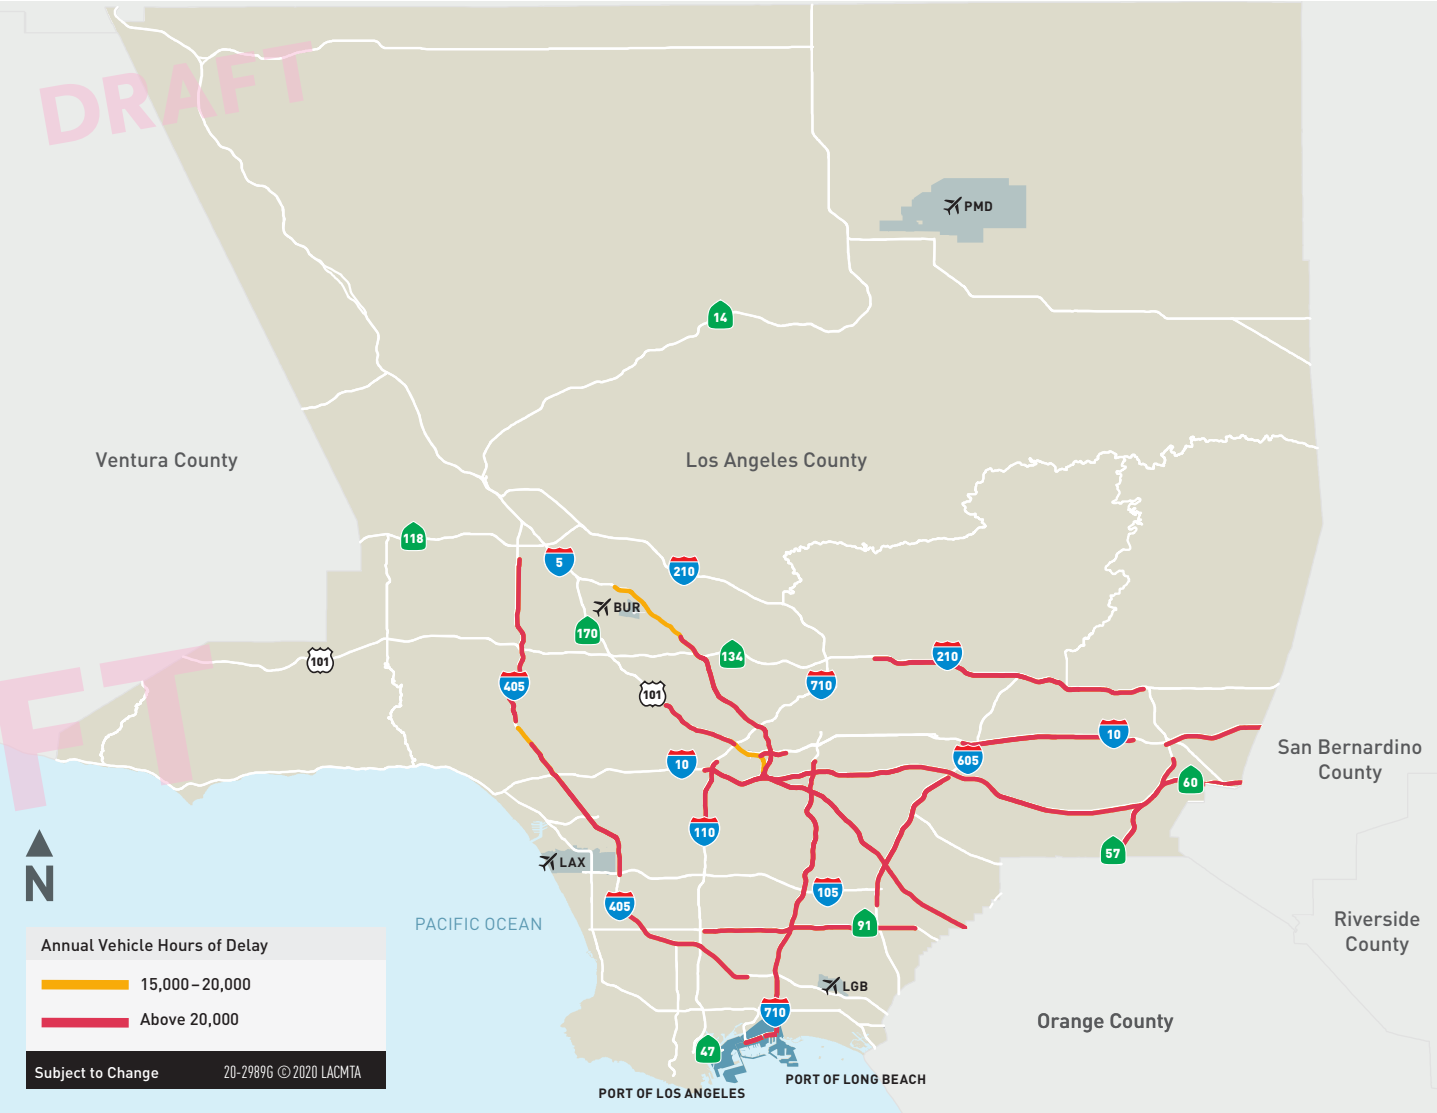 DRAFT
PMD
14
Ventura County
Los Angeles County
118
5
210
BUR
170
134
101
210
405
101
710
10
10
605
San Bernardino
County
60
110
57
LAX
105
405
91
PACIFIC OCEAN
Riverside
County
LGB
710
Orange County
47
PORT OF LONG BEACH
PORT OF LOS ANGELES
FT
N
Annual Vehicle Hours of Delay
15,000–20,000
Above 20,000
Subject to Change 20-2989G ©2020 LACMTA